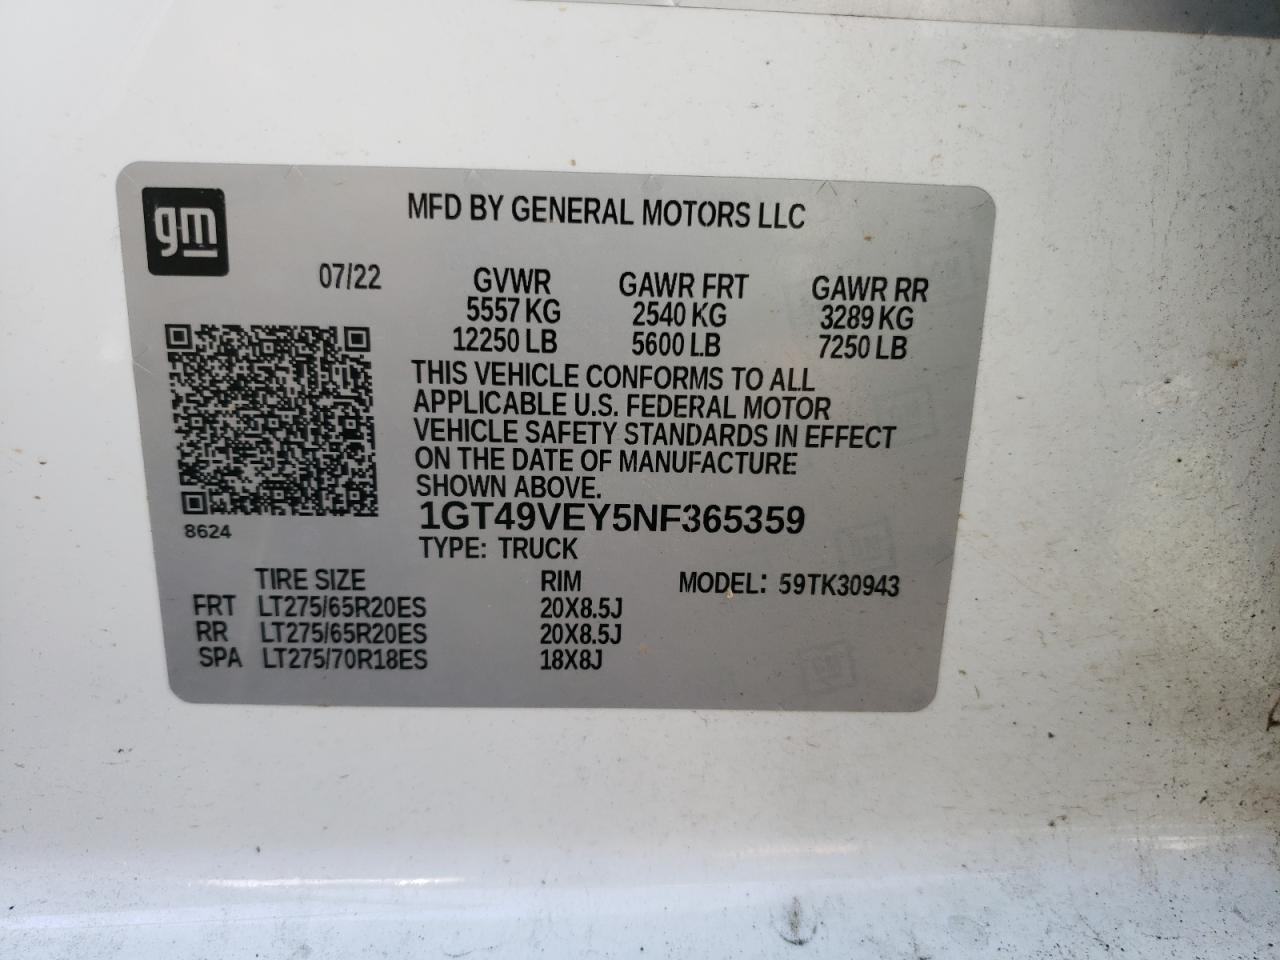 gm
MFD BY GENERAL MOTORS LLC
07/22 GVWR GAWR FRT GAWR RR
5557 KG 2540 KG 3289 KG
12250 LB 5600 LB 7250 LB
THIS VEHICLE CONFORMS TO ALL
APPLICABLE U.S. FEDERAL MOTOR
VEHICLE SAFETY STANDARDS IN EFFECT
ON THE DATE OF MANUFACTURE
SHOWN ABOVE.
1GT49VEY5NF365359
8624
TYPE: TRUCK
TIRE SIZE RIM MODEL: 59TK30943
FRT LT275/65R20ES 20X8.5J
RR LT275/65R20ES 20X8.5J
SPA LT275/70R18ES 18X8J